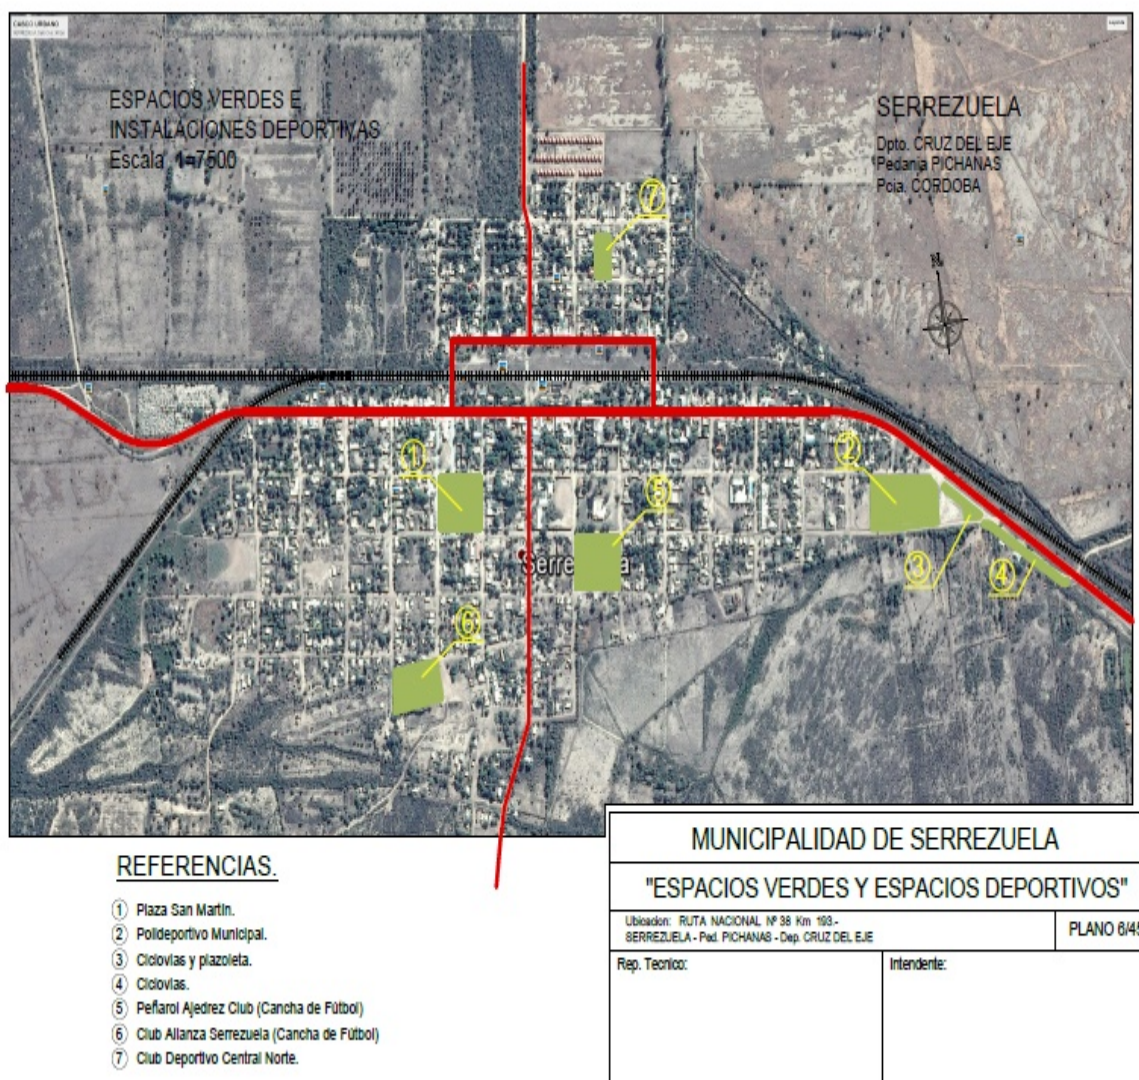 CASCO URBANO
ESPACIOS VERDES E
INSTALACIONES DEPORTIVAS
Escala 1=7500
SERREZUELA
Dpto. CRUZ DEL EJE
Pedania PICHANAS
Pcia. CORDOBA
N
7
1
2
5
Serre a
3
4
6
REFERENCIAS.
1 Plaza San Martin.
2 Polideportivo Municipal.
3 Ciclovias y plazoleta.
4 Ciclovias.
5 Peñarol Ajedrez Club (Cancha de Fútbol)
6 Club Alianza Serrezuela (Cancha de Fútbol)
7 Club Deportivo Central Norte.
MUNICIPALIDAD DE SERREZUELA
"ESPACIOS VERDES Y ESPACIOS DEPORTIVOS"
Ubicacion: RUTA NACIONAL Nº 38 Km 193.-
SERREZUELA - Ped. PICHANAS - Dep. CRUZ DEL EJE
PLANO 6/45
Rep. Tecnico:
Intendente: